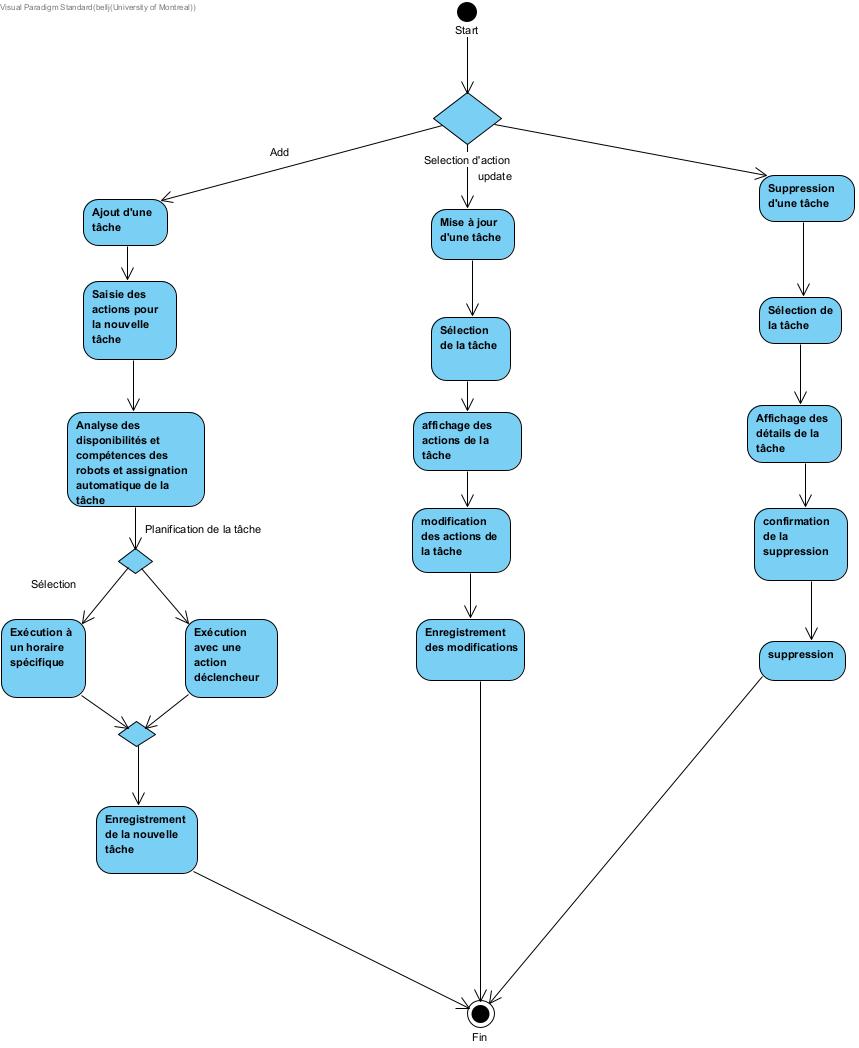 Visual Paradigm Standard(bellj(University of Montreal))
Start
Add
Selection d'action
update
Ajout d'une
tâche
Mise à jour
d'une tâche
Suppression
d'une tâche
Saisie des
actions pour
la nouvelle
tâche
Sélection
de la tâche
Sélection de
la tâche
Analyse des
disponibilités et
compétences des
robots et assignation
automatique de la
tâche
affichage des
actions de la
tâche
Affichage des
détails de la
tâche
Planification de la tâche
modification
des actions de
la tâche
confirmation
de la
suppression
Sélection
Exécution à
un horaire
spécifique
Exécution
avec une
action
déclencheur
Enregistrement
des modifications
suppression
Enregistrement
de la nouvelle
tâche
Fin